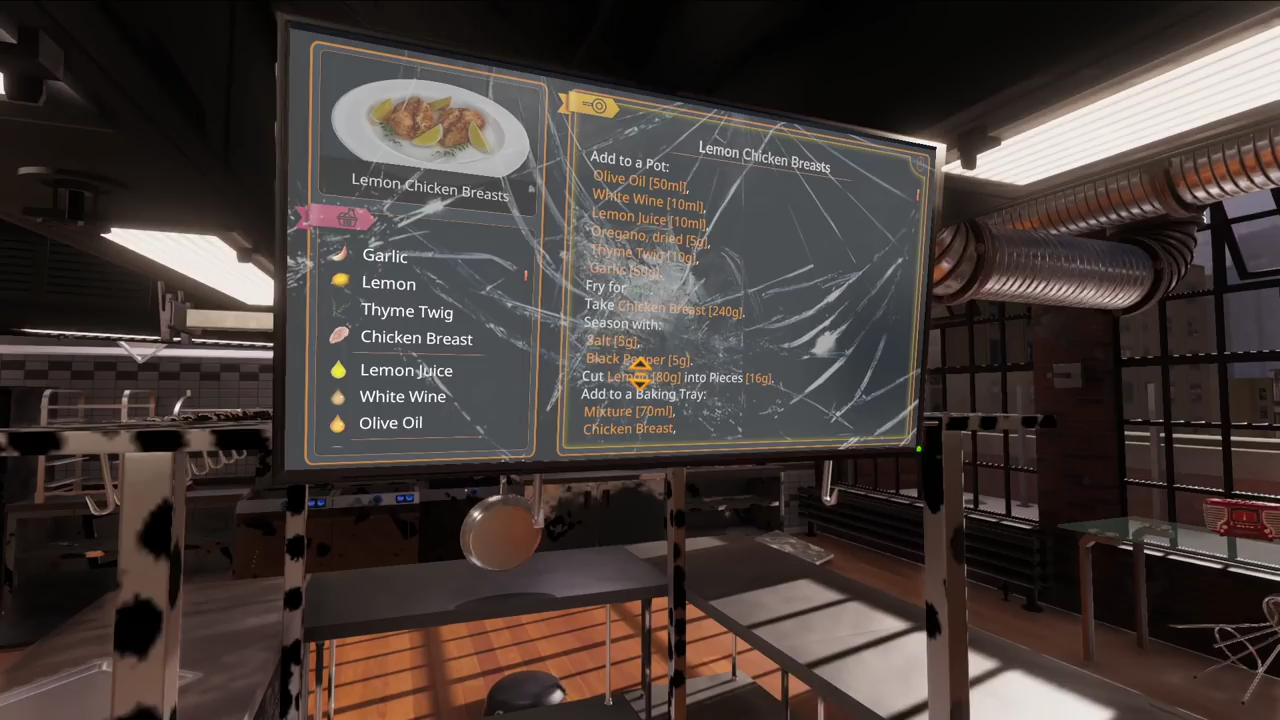 Lemon Chicken Breasts
Garlic
Lemon
Thyme Twig
Chicken Breast
Lemon Juice
White Wine
Olive Oil
Lemon Chicken Breasts
Add to a Pot:
Olive Oil [50ml],
White Wine [10ml],
Lemon Juice [10ml],
Oregano, dried [5g],
Thyme Twig [10g],
Garlic
Fry for
Take Chicken Breast [240g].
Season with:
Salt [5g],
Black Pepper [5g].
Cut Lemon [80g] into Pieces [16g].
Add to a Baking Tray:
Mixture [70ml],
Chicken Breast,